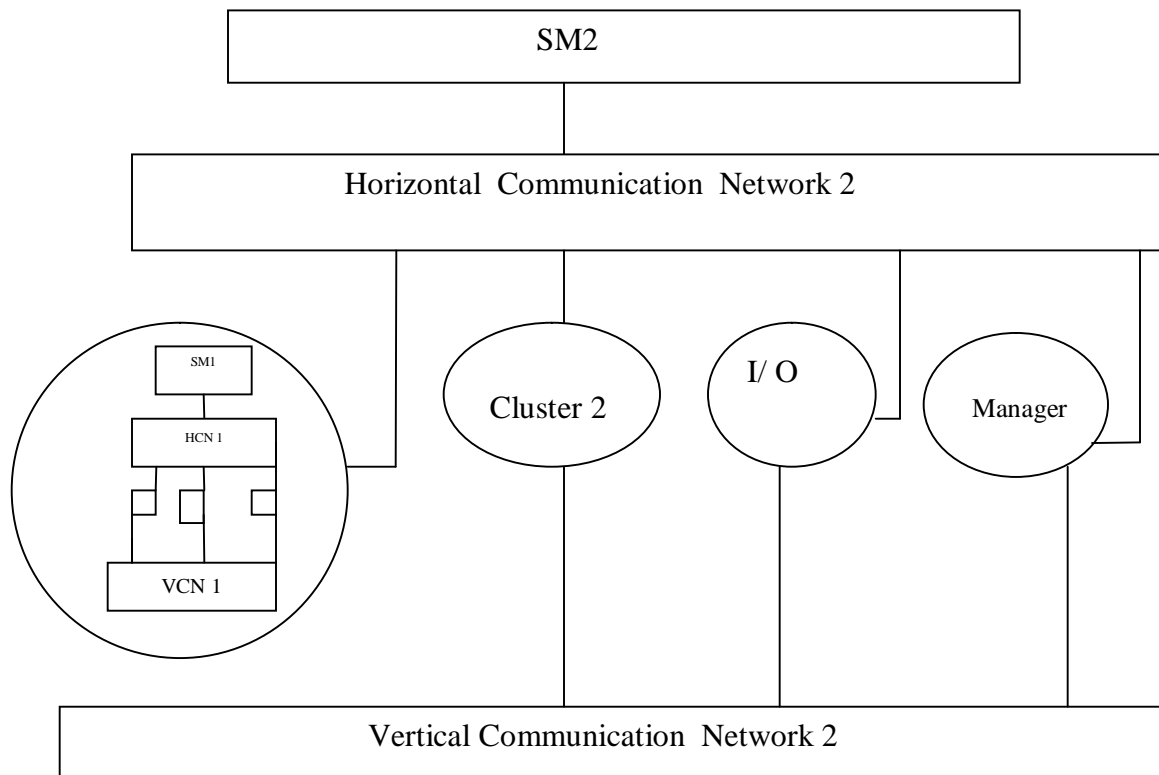 SM2
Horizontal Communication Network 2
SM1
HCN 1
VCN 1
Cluster 2
I/ O
Manager
Vertical Communication Network 2